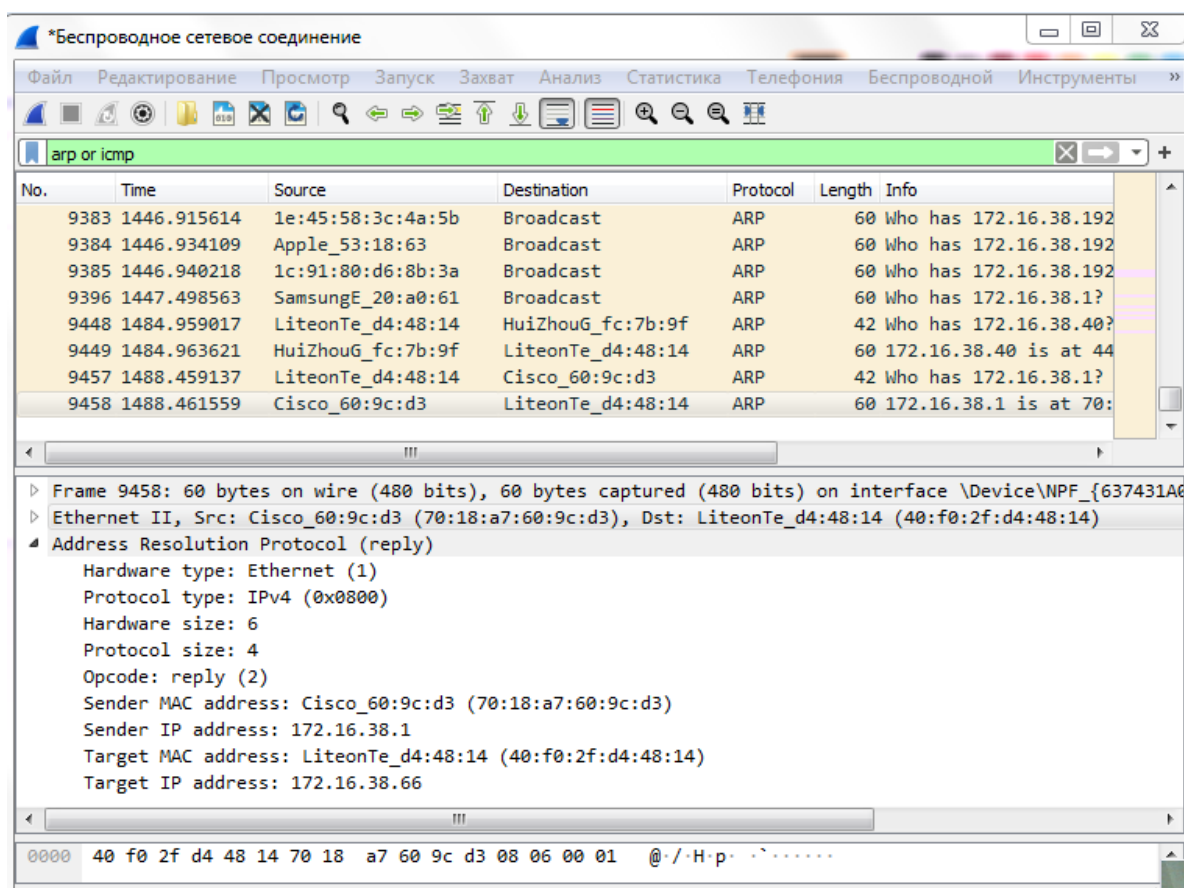 *Беспроводное сетевое соединение
Файл Редактирование Просмотр Запуск Захват Анализ Статистика Телефония Беспроводной Инструменты »
arp or icmp
No. Time Source Destination Protocol Length Info
9383 1446.915614 1e:45:58:3c:4a:5b Broadcast ARP 60 Who has 172.16.38.192
9384 1446.934109 Apple_53:18:63 Broadcast ARP 60 Who has 172.16.38.192
9385 1446.940218 1c:91:80:d6:8b:3a Broadcast ARP 60 Who has 172.16.38.192
9396 1447.498563 SamsungE_20:a0:61 Broadcast ARP 60 Who has 172.16.38.1?
9448 1484.959017 LiteonTe_d4:48:14 HuiZhouG_fc:7b:9f ARP 42 Who has 172.16.38.40?
9449 1484.963621 HuiZhouG_fc:7b:9f LiteonTe_d4:48:14 ARP 60 172.16.38.40 is at 44
9457 1488.459137 LiteonTe_d4:48:14 Cisco_60:9c:d3 ARP 42 Who has 172.16.38.1?
9458 1488.461559 Cisco_60:9c:d3 LiteonTe_d4:48:14 ARP 60 172.16.38.1 is at 70:
Frame 9458: 60 bytes on wire (480 bits), 60 bytes captured (480 bits) on interface \Device\NPF_{637431A0
Ethernet II, Src: Cisco_60:9c:d3 (70:18:a7:60:9c:d3), Dst: LiteonTe_d4:48:14 (40:f0:2f:d4:48:14)
Address Resolution Protocol (reply)
Hardware type: Ethernet (1)
Protocol type: IPv4 (0x0800)
Hardware size: 6
Protocol size: 4
Opcode: reply (2)
Sender MAC address: Cisco_60:9c:d3 (70:18:a7:60:9c:d3)
Sender IP address: 172.16.38.1
Target MAC address: LiteonTe_d4:48:14 (40:f0:2f:d4:48:14)
Target IP address: 172.16.38.66
0000 40 f0 2f d4 48 14 70 18 a7 60 9c d3 08 06 00 01 @·/·H·p· ·`······